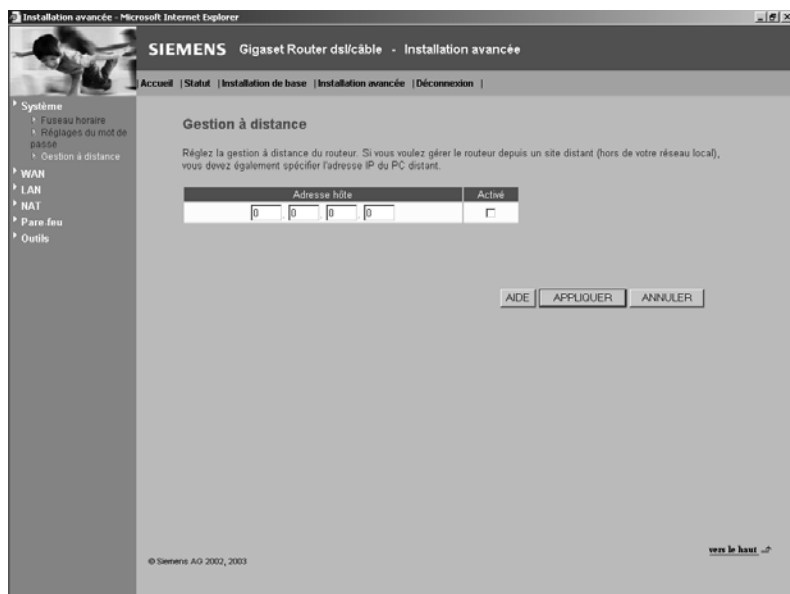 Installation avancée - Microsoft Internet Explorer
SIEMENS Gigaset Router dsl/câble - Installation avancée
Accueil | Statut | Installation de base | Installation avancée | Déconnexion |
Système
Fuseau horaire
Réglages du mot de
passe
Gestion à distance
WAN
LAN
NAT
Pare-feu
Outils
Gestion à distance
Réglez la gestion à distance du routeur. Si vous voulez gérer le routeur depuis un site distant (hors de votre réseau local),
vous devez également spécifier l'adresse IP du PC distant.
Adresse hôte Activé
0 . 0 . 0 . 0
AIDE APPLIQUER ANNULER
vers le haut
© Siemens AG 2002, 2003